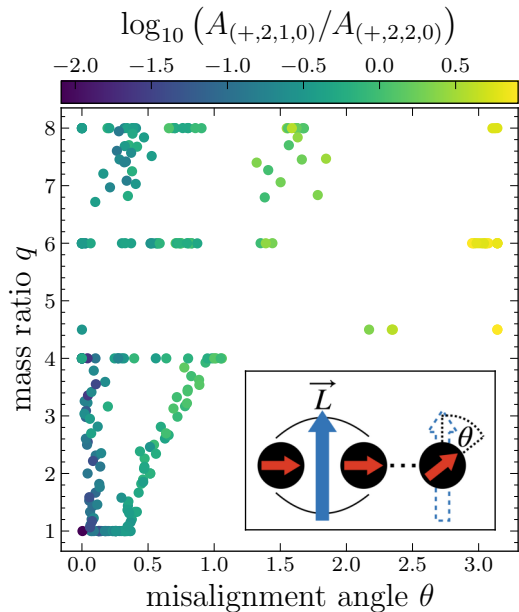 log₁₀ (A₍₊,₂,₁,₀₎/A₍₊,₂,₂,₀₎)
−2.0 −1.5 −1.0 −0.5 0.0 0.5
8
7
6
5
4
3
2
1
mass ratio q
L
θ
0.0 0.5 1.0 1.5 2.0 2.5 3.0
misalignment angle θ